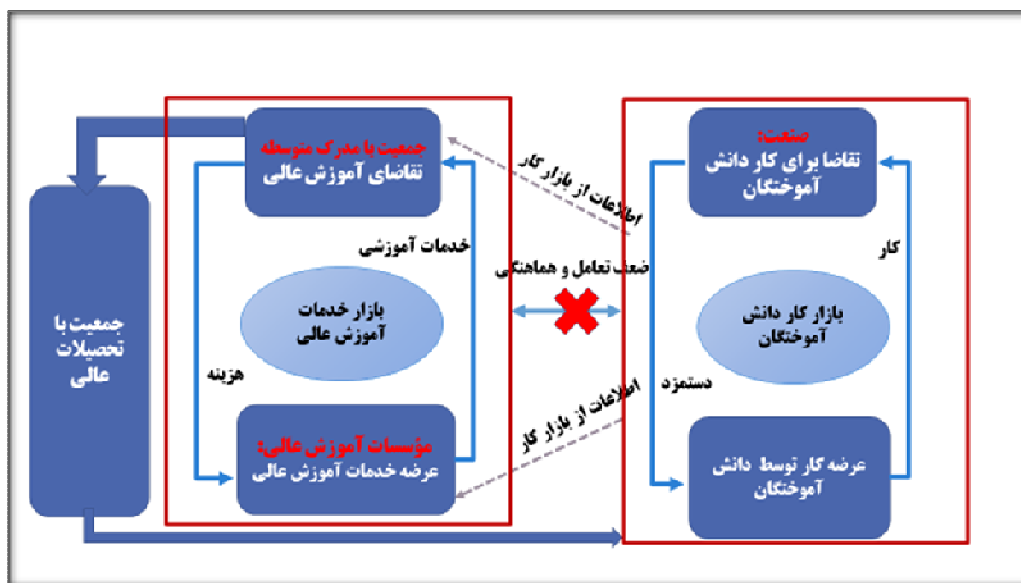 صنعت:
تقاضا برای کار دانش
آموختگان
کار
بازار کار دانش
آموختگان
دستمزد
عرضه کار توسط دانش
آموختگان
اطلاعات از بازار کار
ضعف تعامل و هماهنگی
اطلاعات از بازار کار
جمعیت با مدرک متوسطه
تقاضای آموزش عالی
خدمات آموزشی
بازار خدمات
آموزش عالی
هزینه
مؤسسات آموزش عالی:
عرضه خدمات آموزش عالی
جمعیت با
تحصیلات
عالی